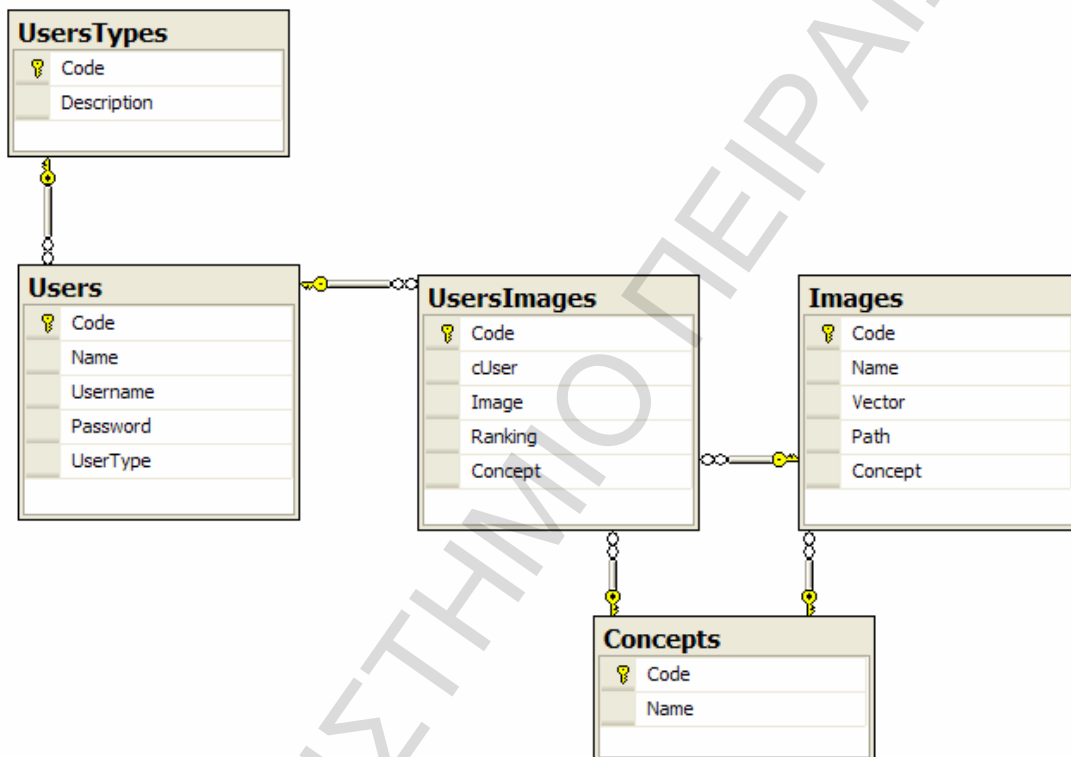 UsersTypes
Code
Description
Users
Code
Name
Username
Password
UserType
UsersImages
Code
cUser
Image
Ranking
Concept
Images
Code
Name
Vector
Path
Concept
Concepts
Code
Name